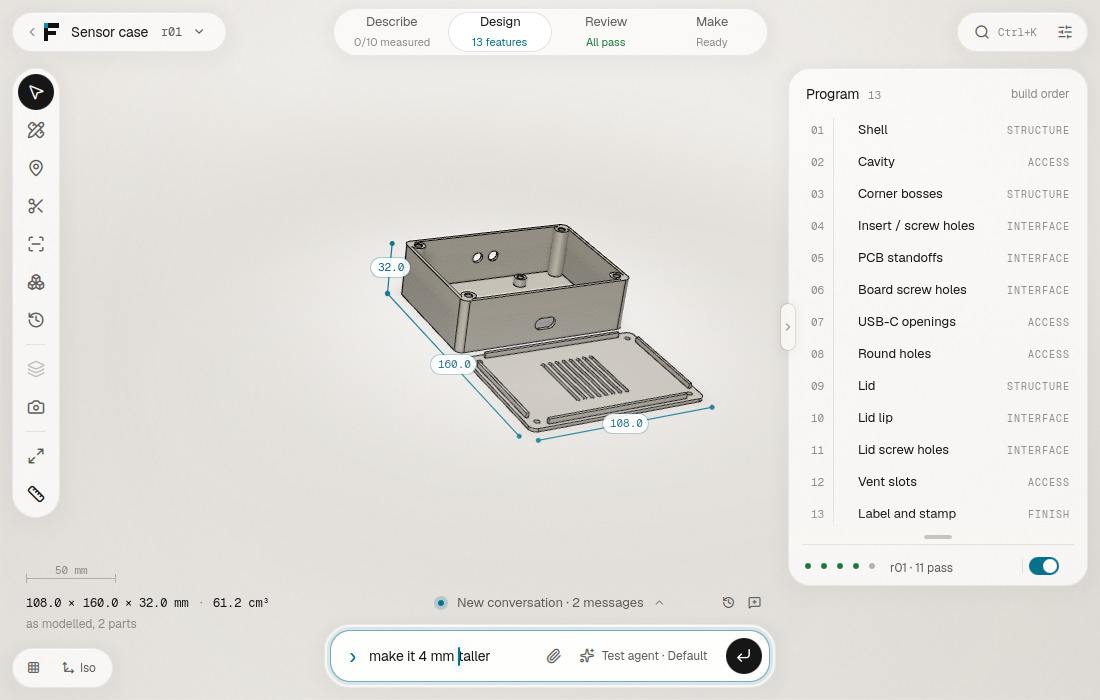 Sensor case r01
Describe
0/10 measured
Design
13 features
Review
All pass
Make
Ready
Ctrl+K
Program 13 build order
01 Shell STRUCTURE
02 Cavity ACCESS
03 Corner bosses STRUCTURE
04 Insert / screw holes INTERFACE
05 PCB standoffs INTERFACE
06 Board screw holes INTERFACE
07 USB-C openings ACCESS
08 Round holes ACCESS
09 Lid STRUCTURE
10 Lid lip INTERFACE
11 Lid screw holes INTERFACE
12 Vent slots ACCESS
13 Label and stamp FINISH
r01 · 11 pass
32.0
160.0
108.0
50 mm
108.0 × 160.0 × 32.0 mm · 61.2 cm³
as modelled, 2 parts
New conversation · 2 messages
make it 4 mm taller
Test agent · Default
Iso